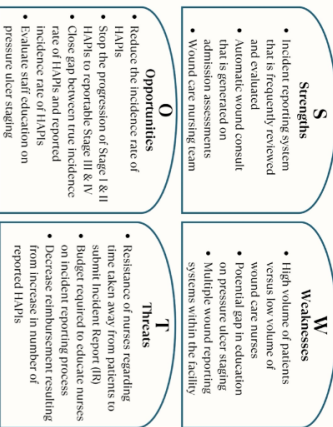 S
Strengths
• Incident reporting system
that is frequently reviewed
and evaluated
• Automatic wound consult
that is generated on
admission assessments
• Wound care nursing team
W
Weaknesses
• High volume of patients
versus low volume of
wound care nurses
• Potential gap in education
on pressure ulcer staging
• Multiple wound reporting
systems within the facility
O
Opportunities
• Reduce the incidence rate of
HAPIs
• Stop the progression of Stage I & II
HAPIs to reportable Stage III & IV
• Close gap between true incidence
rate of HAPIs and reported
incidence rate of HAPIs
• Evaluate staff education on
pressure ulcer staging
T
Threats
• Resistance of nurses regarding
time taken away from patients to
submit Incident Report (IR)
• Budget required to educate nurses
on incident reporting process
• Decrease reimbursement resulting
from increase in number of
reported HAPIs